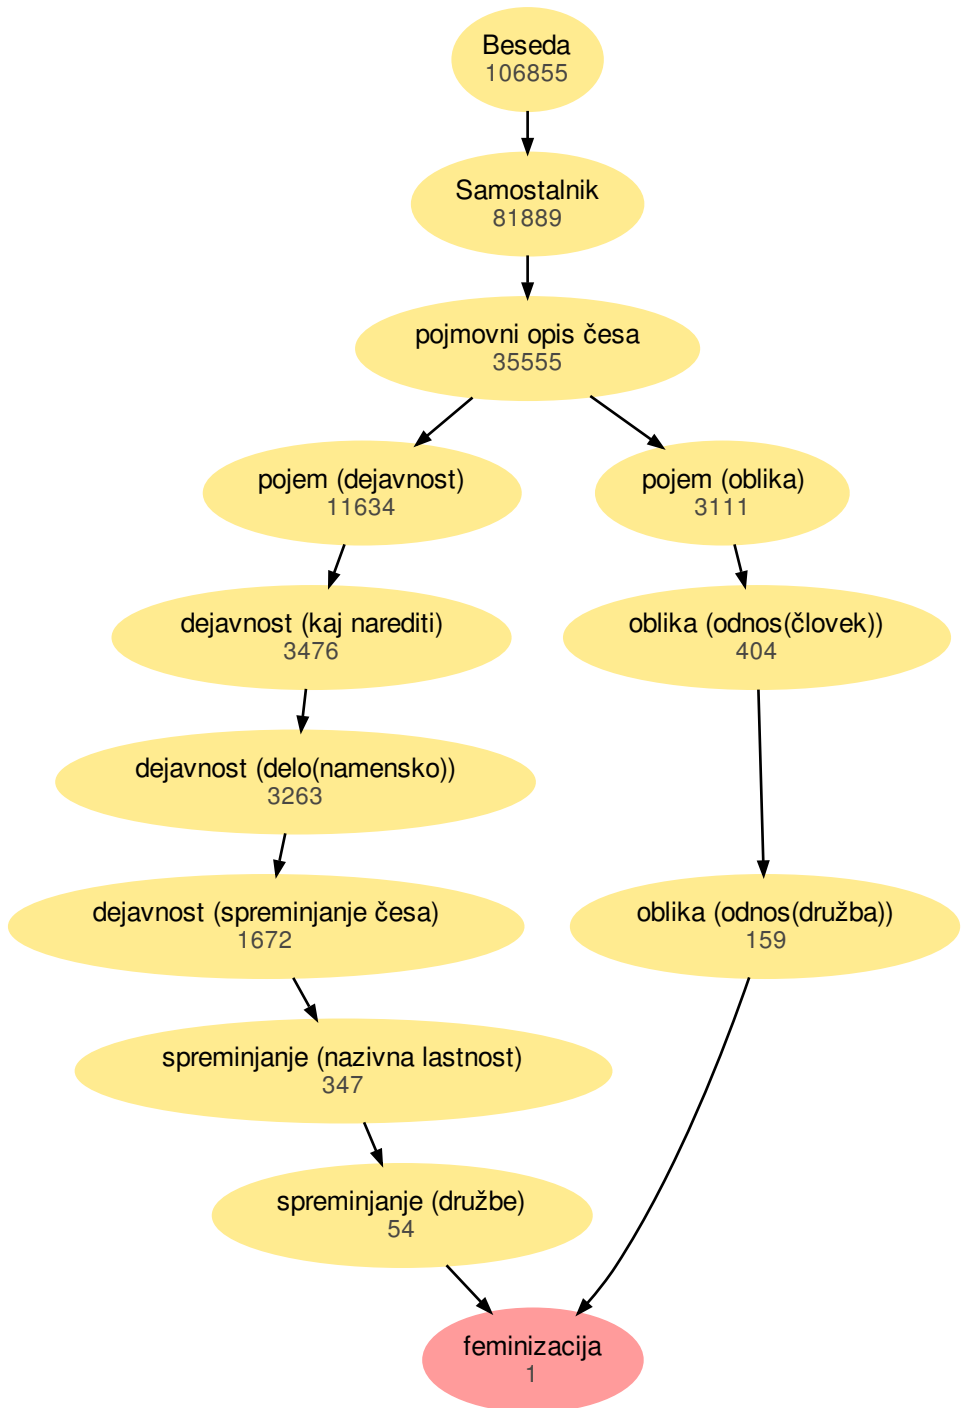 Beseda
106855
Samostalnik
81889
pojmovni opis česa
35555
pojem (dejavnost)
11634
pojem (oblika)
3111
dejavnost (kaj narediti)
3476
oblika (odnos(človek))
404
dejavnost (delo(namensko))
3263
dejavnost (spreminjanje česa)
1672
oblika (odnos(družba))
159
spreminjanje (nazivna lastnost)
347
spreminjanje (družbe)
54
feminizacija
1